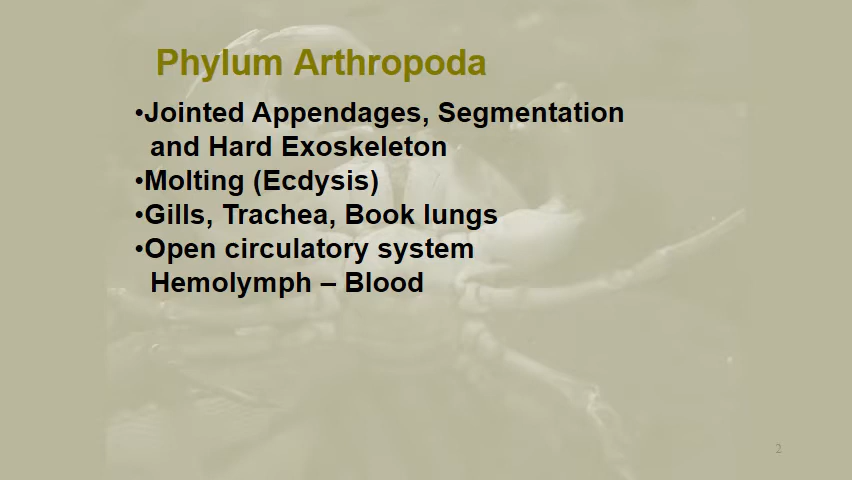 Phylum Arthropoda
•Jointed Appendages, Segmentation
and Hard Exoskeleton
•Molting (Ecdysis)
•Gills, Trachea, Book lungs
•Open circulatory system
Hemolymph – Blood
2